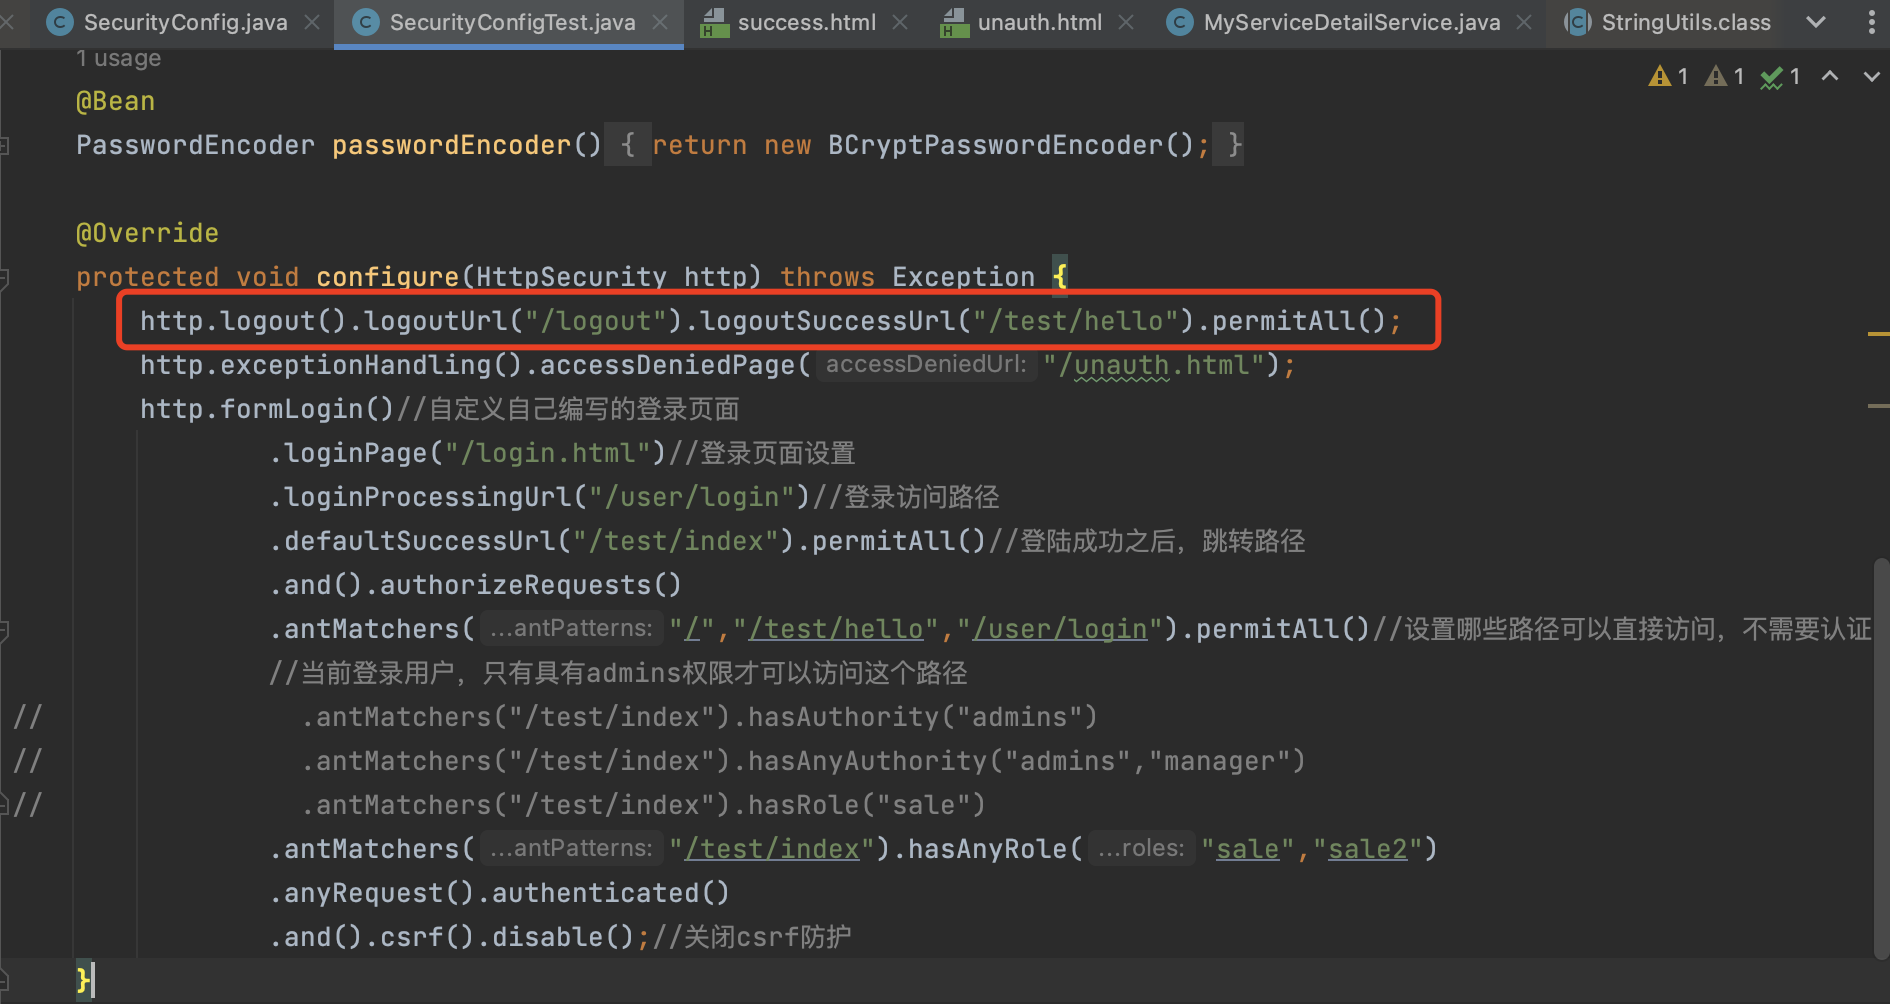 SecurityConfig.java SecurityConfigTest.java success.html unauth.html MyServiceDetailService.java StringUtils.class
1 usage
1 1 1
@Bean
PasswordEncoder passwordEncoder() { return new BCryptPasswordEncoder(); }
@Override
protected void configure(HttpSecurity http) throws Exception {
http.logout().logoutUrl("/logout").logoutSuccessUrl("/test/hello").permitAll();
http.exceptionHandling().accessDeniedPage( accessDeniedUrl: "/unauth.html");
http.formLogin()//自定义自己编写的登录页面
.loginPage("/login.html")//登录页面设置
.loginProcessingUrl("/user/login")//登录访问路径
.defaultSuccessUrl("/test/index").permitAll()//登陆成功之后，跳转路径
.and().authorizeRequests()
.antMatchers( ...antPatterns: "/","/test/hello","/user/login").permitAll()//设置哪些路径可以直接访问，不需要认证
//当前登录用户，只有具有admins权限才可以访问这个路径
// .antMatchers("/test/index").hasAuthority("admins")
// .antMatchers("/test/index").hasAnyAuthority("admins","manager")
// .antMatchers("/test/index").hasRole("sale")
.antMatchers( ...antPatterns: "/test/index").hasAnyRole( ...roles: "sale","sale2")
.anyRequest().authenticated()
.and().csrf().disable();//关闭csrf防护
}